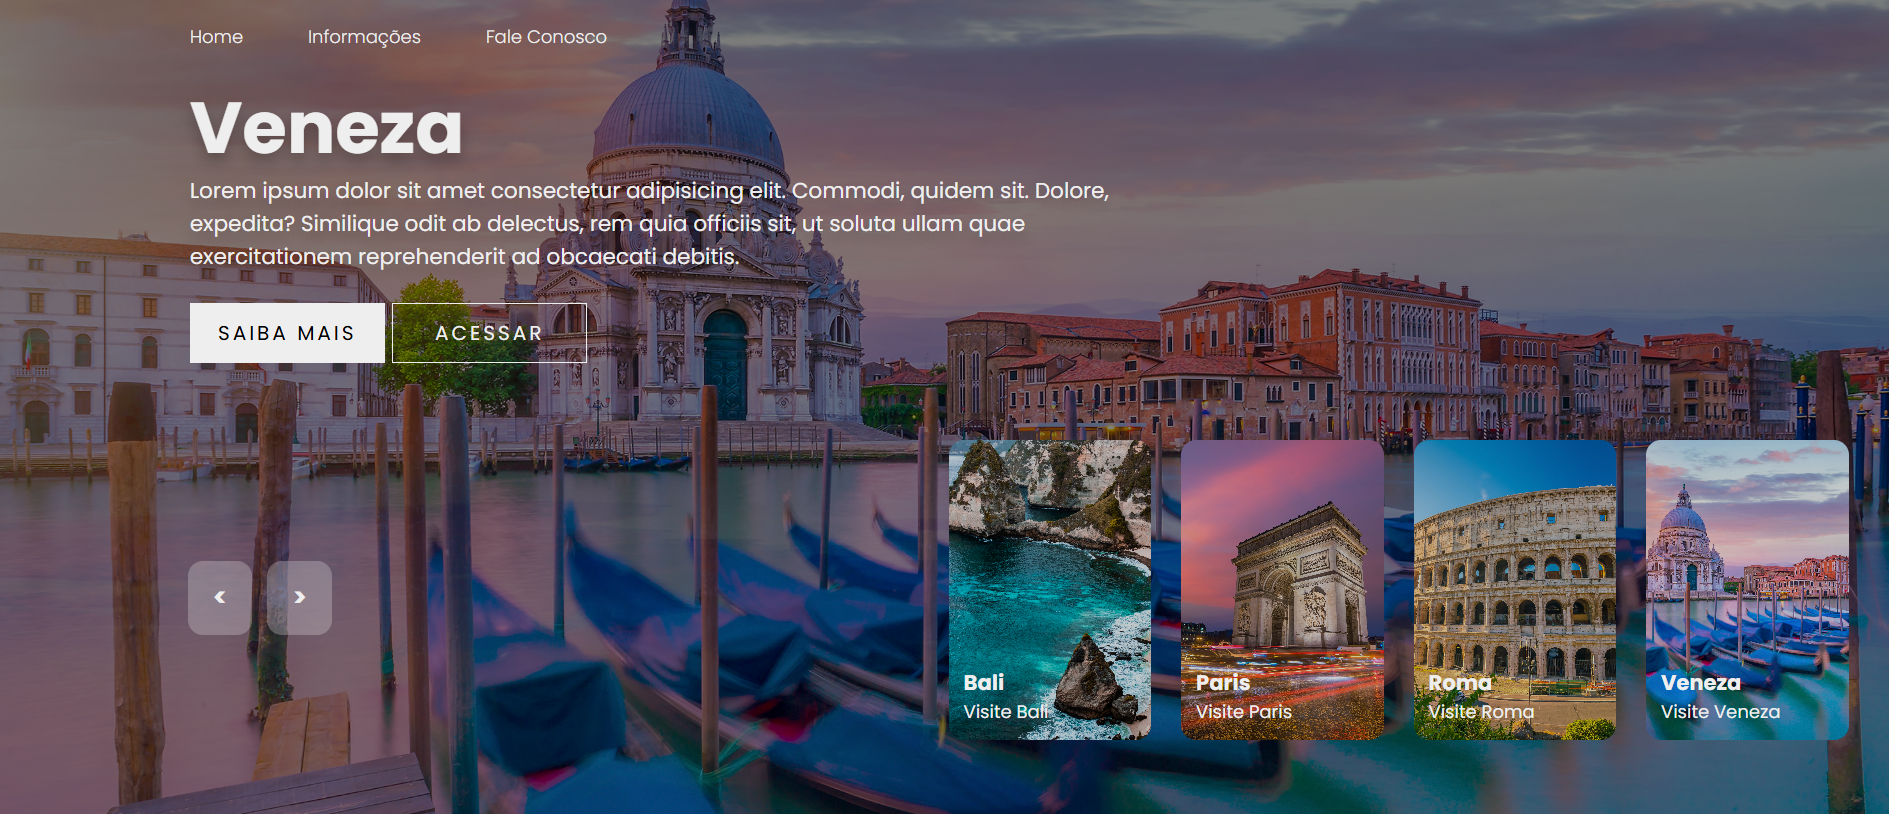 Home Informações Fale Conosco
Veneza
Lorem ipsum dolor sit amet consectetur adipisicing elit. Commodi, quidem sit. Dolore,
expedita? Similique odit ab delectus, rem quia officiis sit, ut soluta ullam quae
exercitationem reprehenderit ad obcaecati debitis.
SAIBA MAIS ACESSAR
< >
Bali
Visite Bali
Paris
Visite Paris
Roma
Visite Roma
Veneza
Visite Veneza